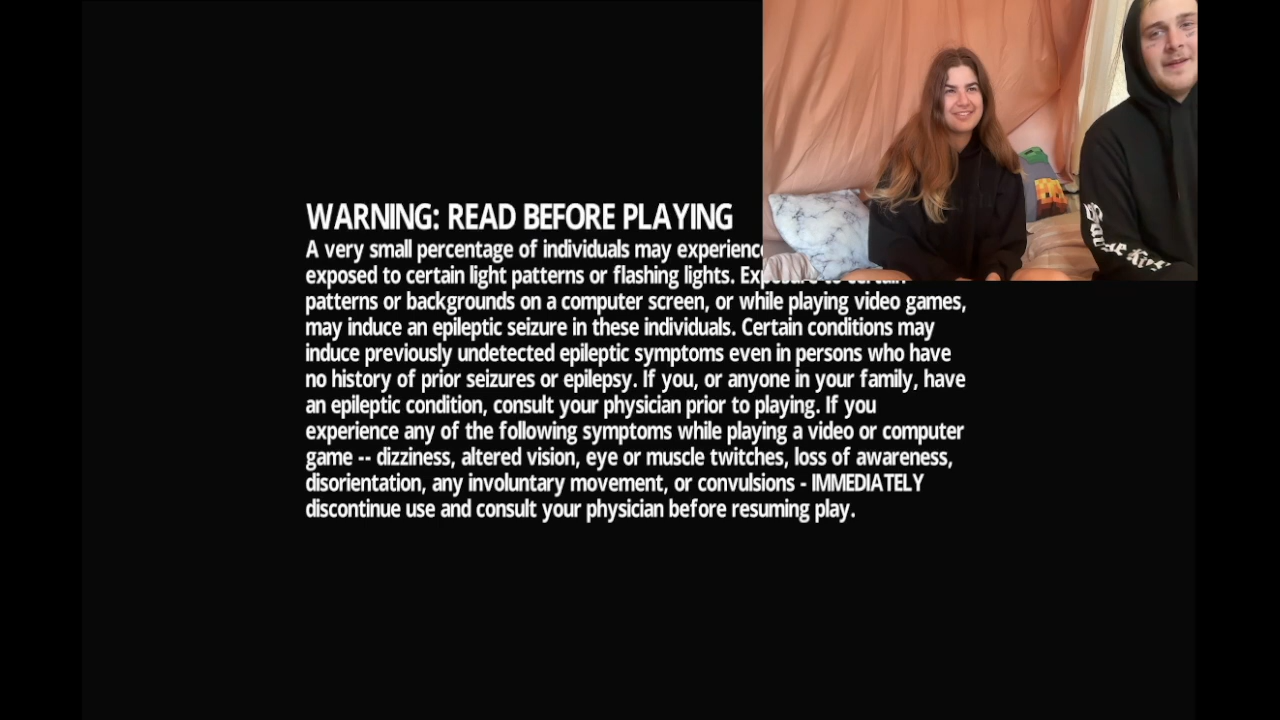 WARNING: READ BEFORE PLAYING
A very small percentage of individuals may experience
exposed to certain light patterns or flashing lights. Exposure to certain
patterns or backgrounds on a computer screen, or while playing video games,
may induce an epileptic seizure in these individuals. Certain conditions may
induce previously undetected epileptic symptoms even in persons who have
no history of prior seizures or epilepsy. If you, or anyone in your family, have
an epileptic condition, consult your physician prior to playing. If you
experience any of the following symptoms while playing a video or computer
game -- dizziness, altered vision, eye or muscle twitches, loss of awareness,
disorientation, any involuntary movement, or convulsions - IMMEDIATELY
discontinue use and consult your physician before resuming play.